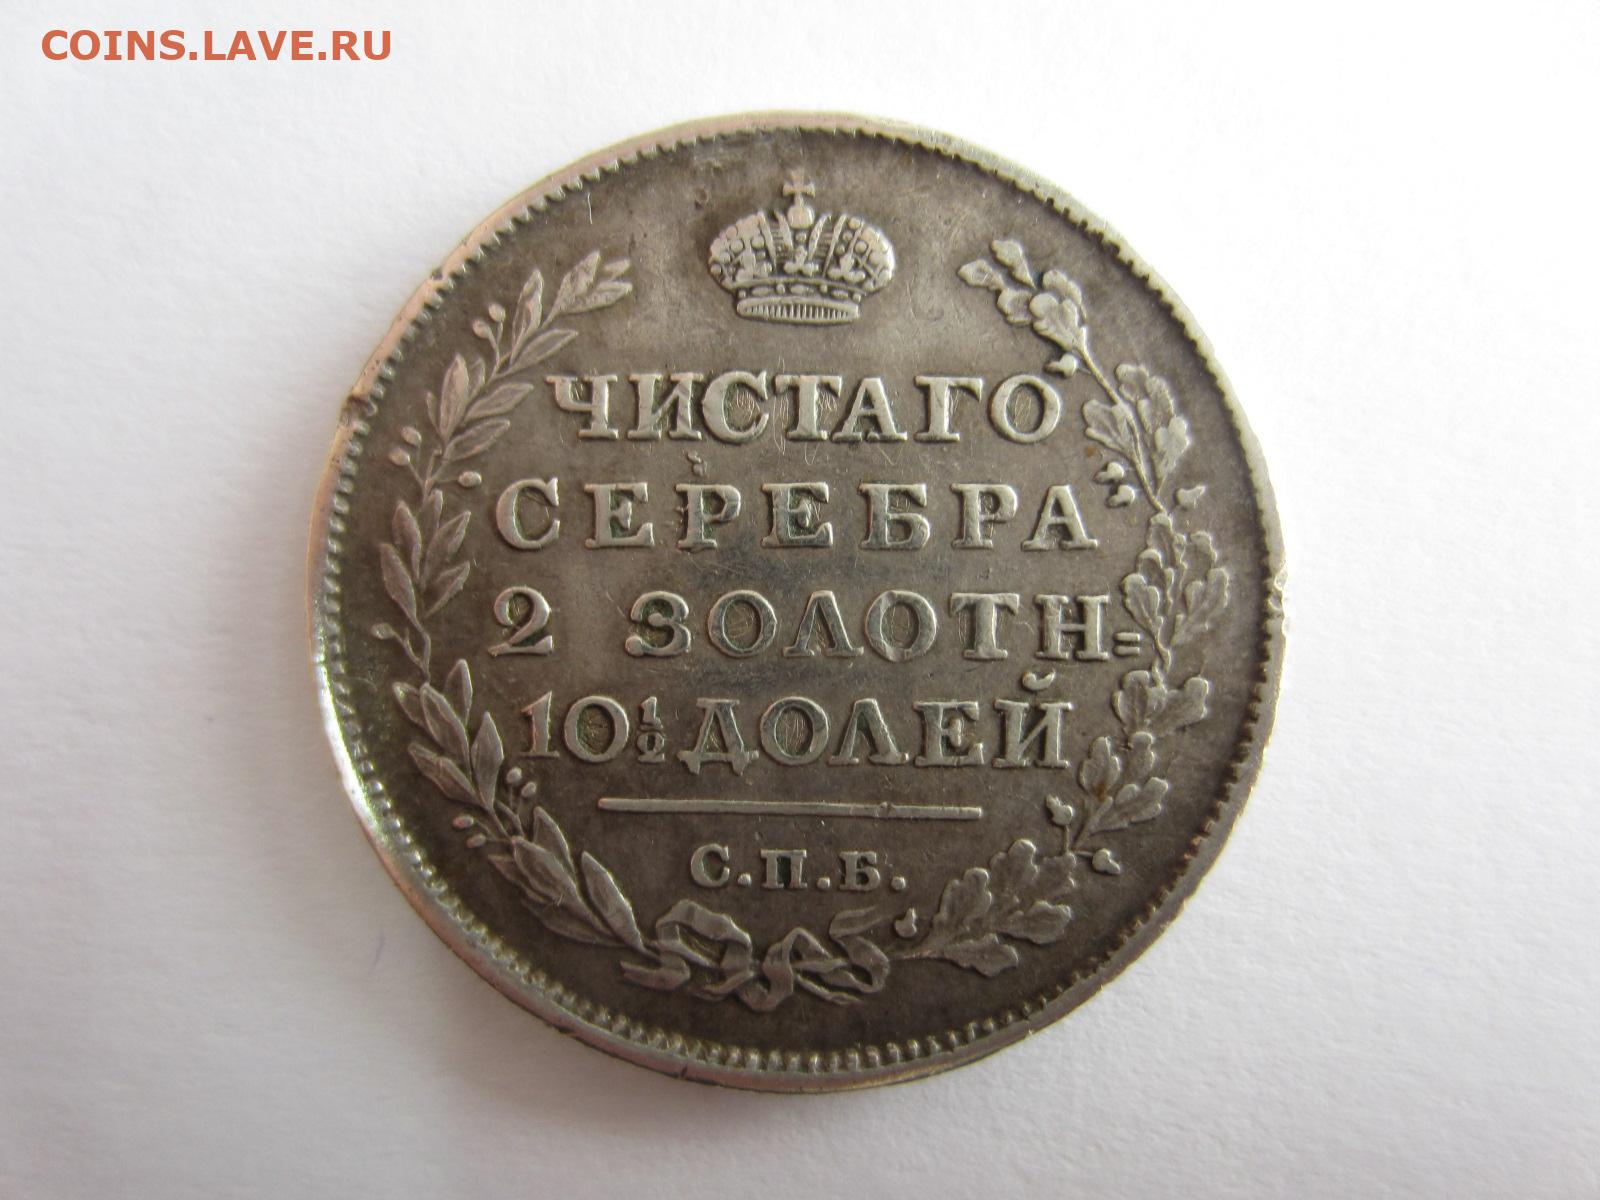 COINS.LAVE.RU
ЧИСТАГО
СЕРЕБРА
2 ЗОЛОТН=
10½ ДОЛЕЙ
С.П.Б.